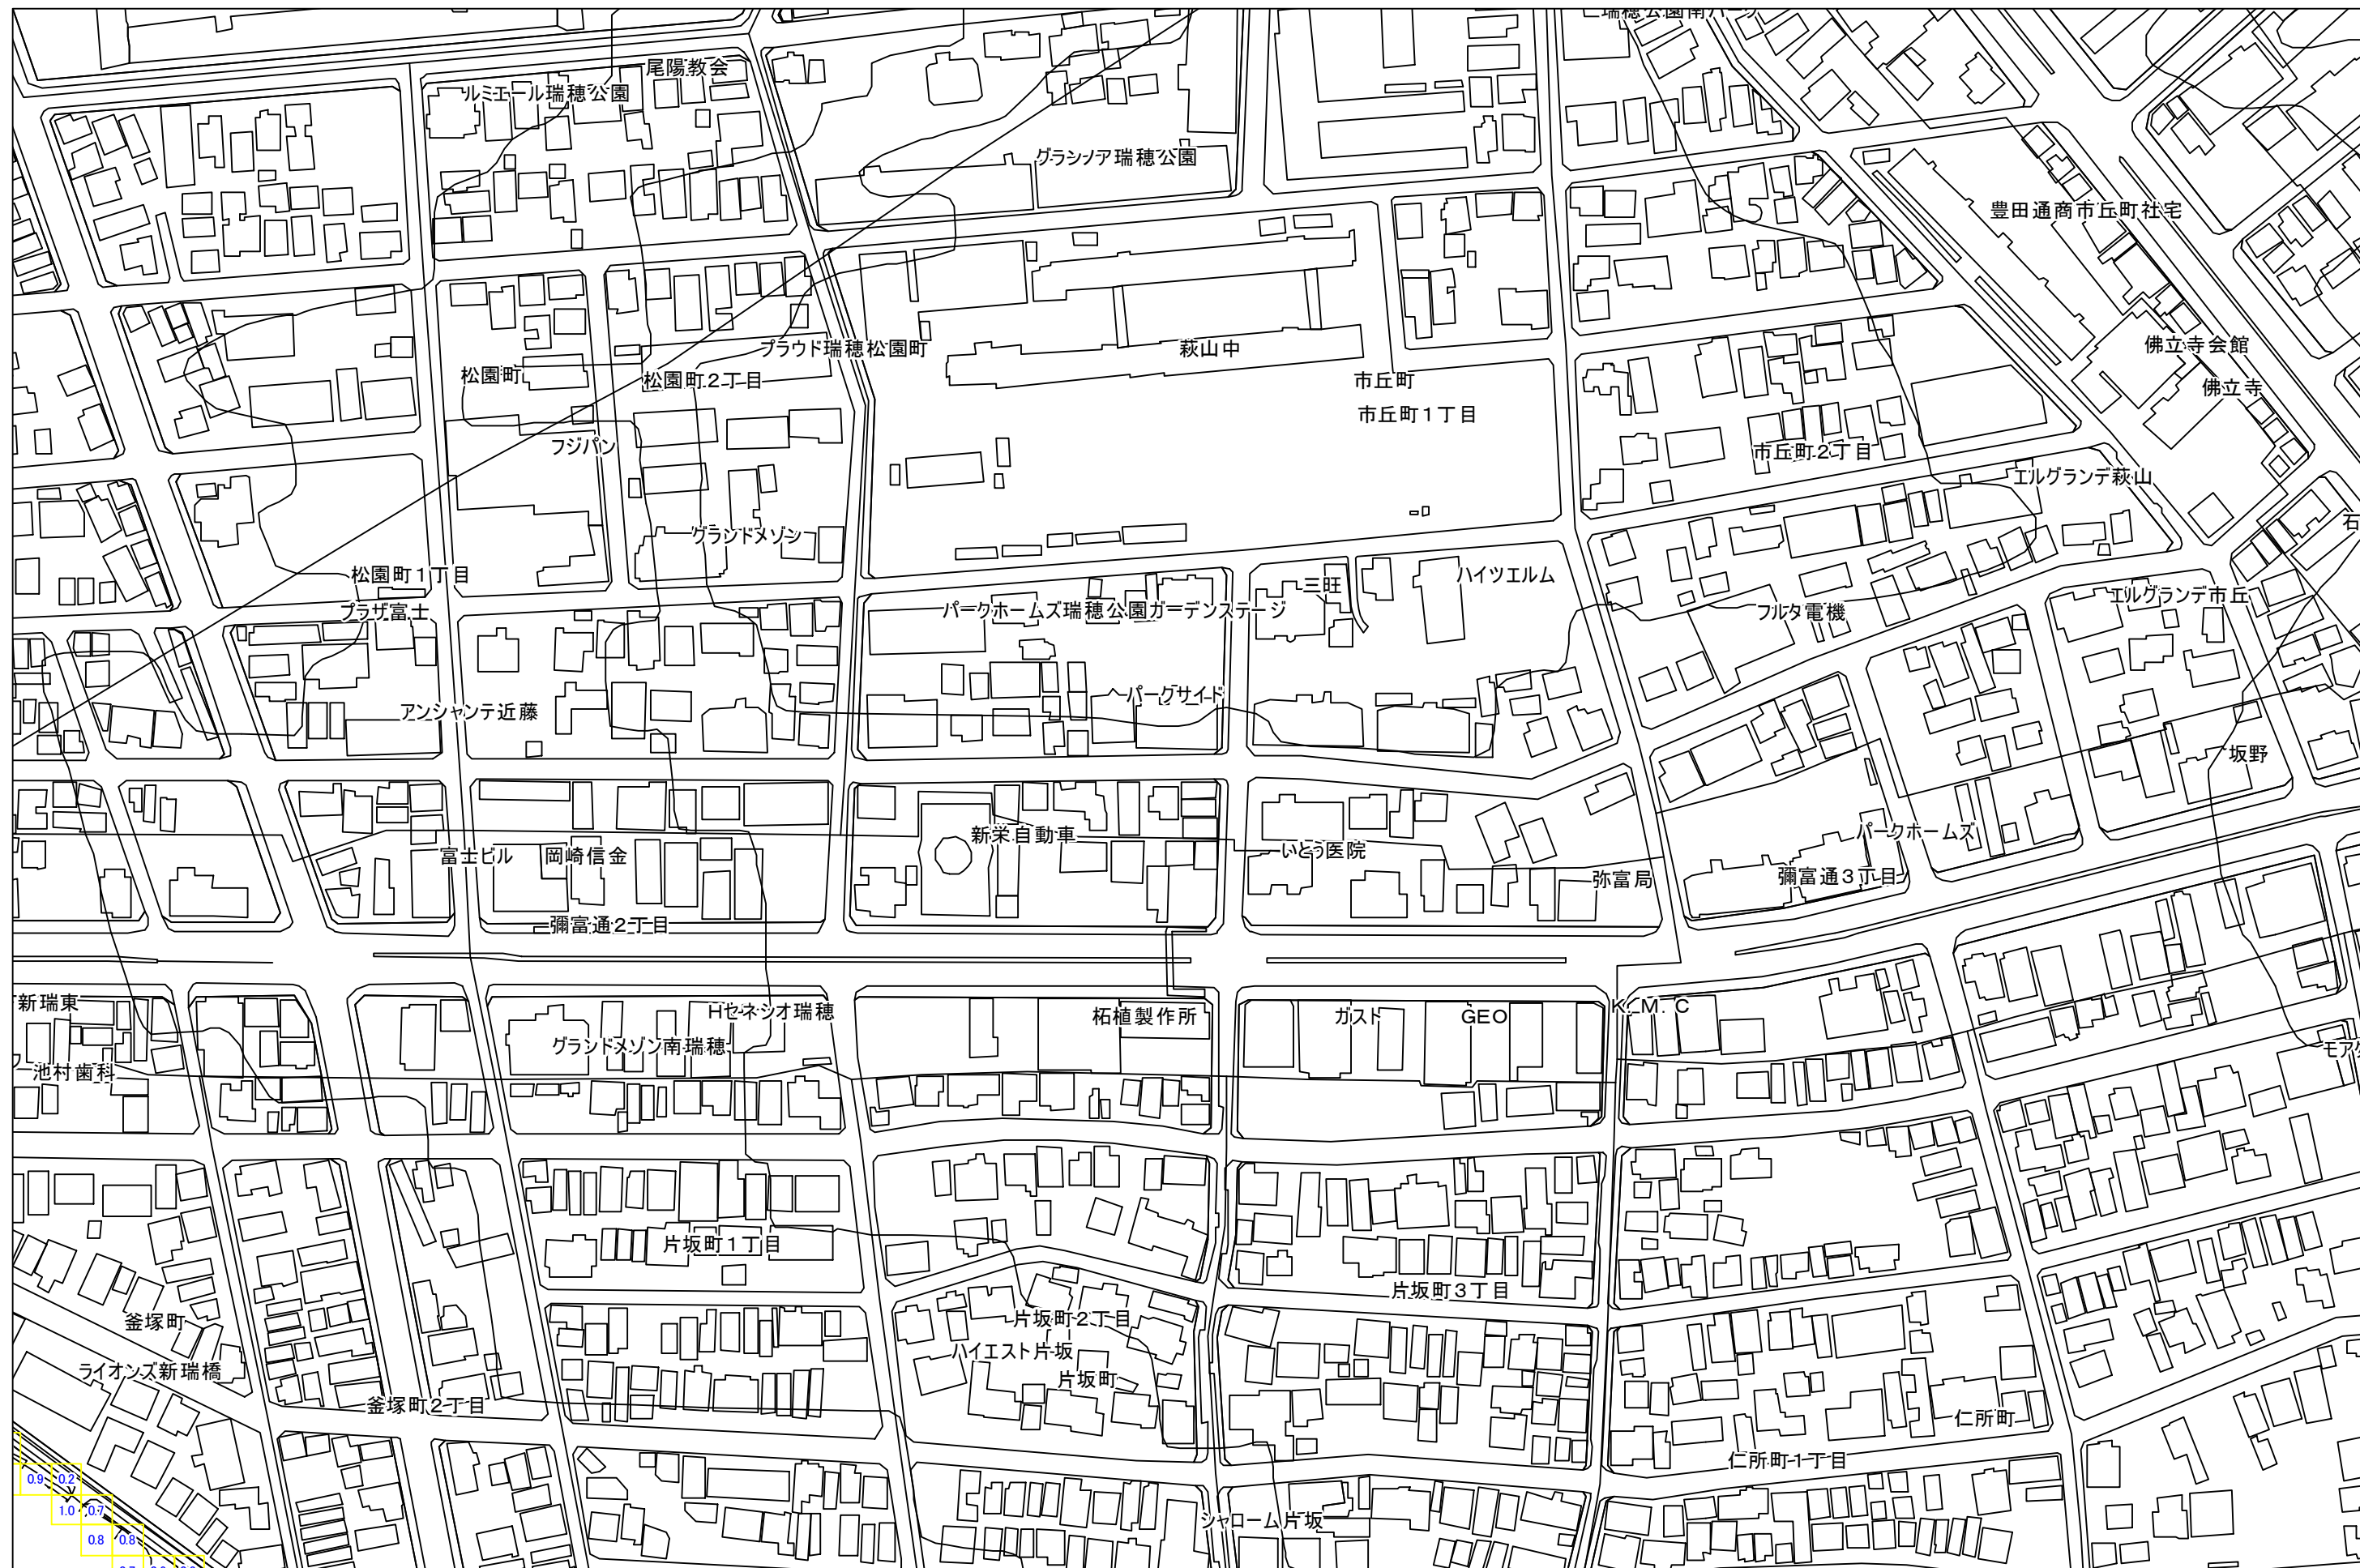 瑞穂公園南パーク
尾陽教会
ルミエール瑞穂公園
グランノア瑞穂公園
豊田通商市丘町社宅
プラウド瑞穂松園町
萩山中
佛立寺会館
松園町
松園町2丁目
市丘町
佛立寺
市丘町1丁目
フジパン
市丘町2丁目
エルグランデ萩山
グランドメゾン
石
松園町1丁目
三旺
ハイツエルム
プラザ富士
パークホームズ瑞穂公園ガーデンステージ
フルタ電機
エルグランデ市丘
ヘパーグサイド
アンシャンテ近藤
坂野
新栄自動車
パークホームズ
富士ビル
岡崎信金
いとう医院
弥富局
彌富通3丁目
彌富通2丁目
新瑞東
Hセネシオ瑞穂
柘植製作所
ガスト
GEO
K.M.C
グランドメゾン南瑞穂
モア
池村歯科
片坂町1丁目
片坂町3丁目
釜塚町
片坂町2丁目
ハイエスト片坂
ライオンズ新瑞橋
片坂町
釜塚町2丁目
仁所町
仁所町1丁目
0.9 0.2
1.0 0.7
シャローム片坂
0.8 0.8